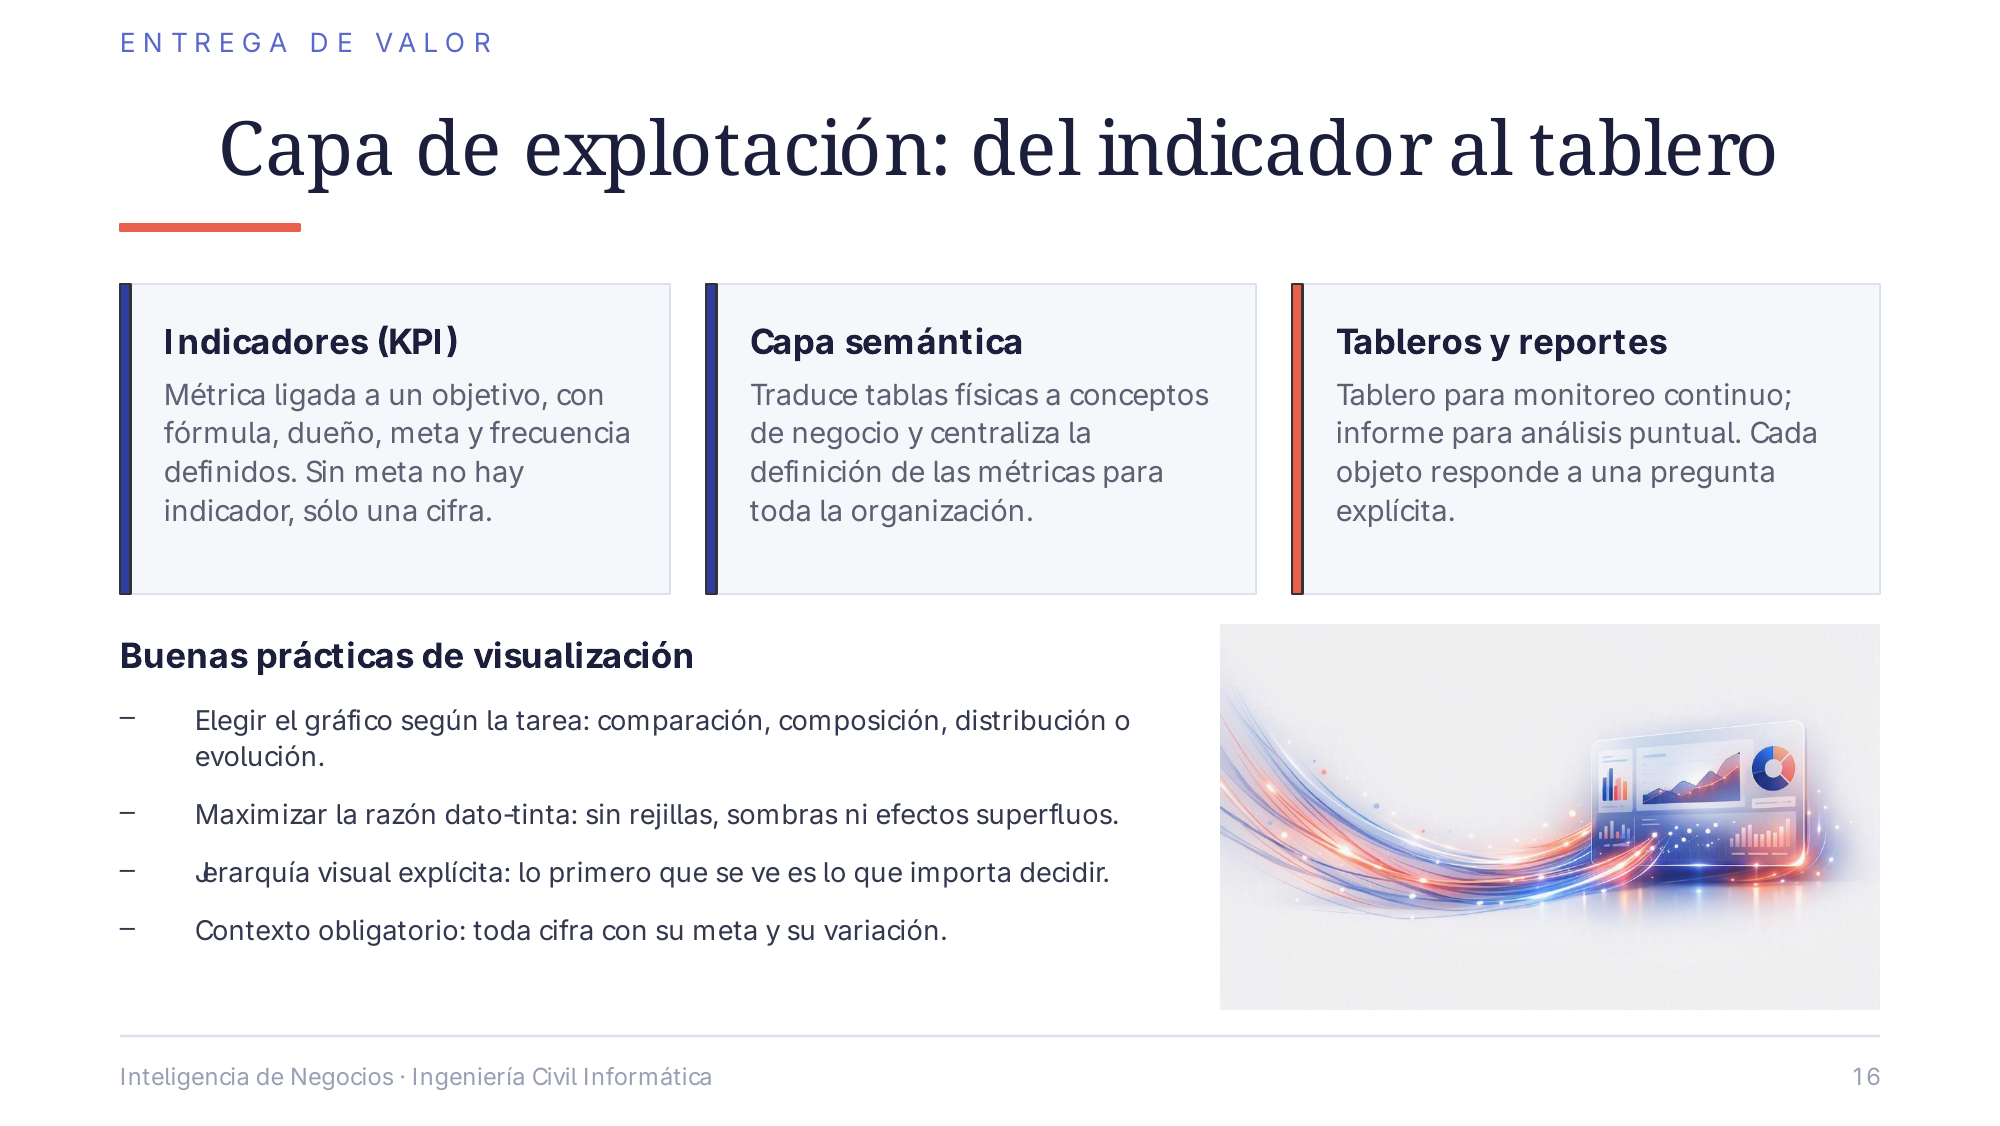 ENTREGA DE VALOR
Capa de explotación: del indicador al tablero
Indicadores (KPI)
Métrica ligada a un objetivo, con
fórmula, dueño, meta y frecuencia
definidos. Sin meta no hay
indicador, sólo una cifra.
Capa semántica
Traduce tablas físicas a conceptos
de negocio y centraliza la
definición de las métricas para
toda la organización.
Tableros y reportes
Tablero para monitoreo continuo;
informe para análisis puntual. Cada
objeto responde a una pregunta
explícita.
Buenas prácticas de visualización
– Elegir el gráfico según la tarea: comparación, composición, distribución o
evolución.
– Maximizar la razón dato-tinta: sin rejillas, sombras ni efectos superfluos.
– Jerarquía visual explícita: lo primero que se ve es lo que importa decidir.
– Contexto obligatorio: toda cifra con su meta y su variación.
Inteligencia de Negocios · Ingeniería Civil Informática
16